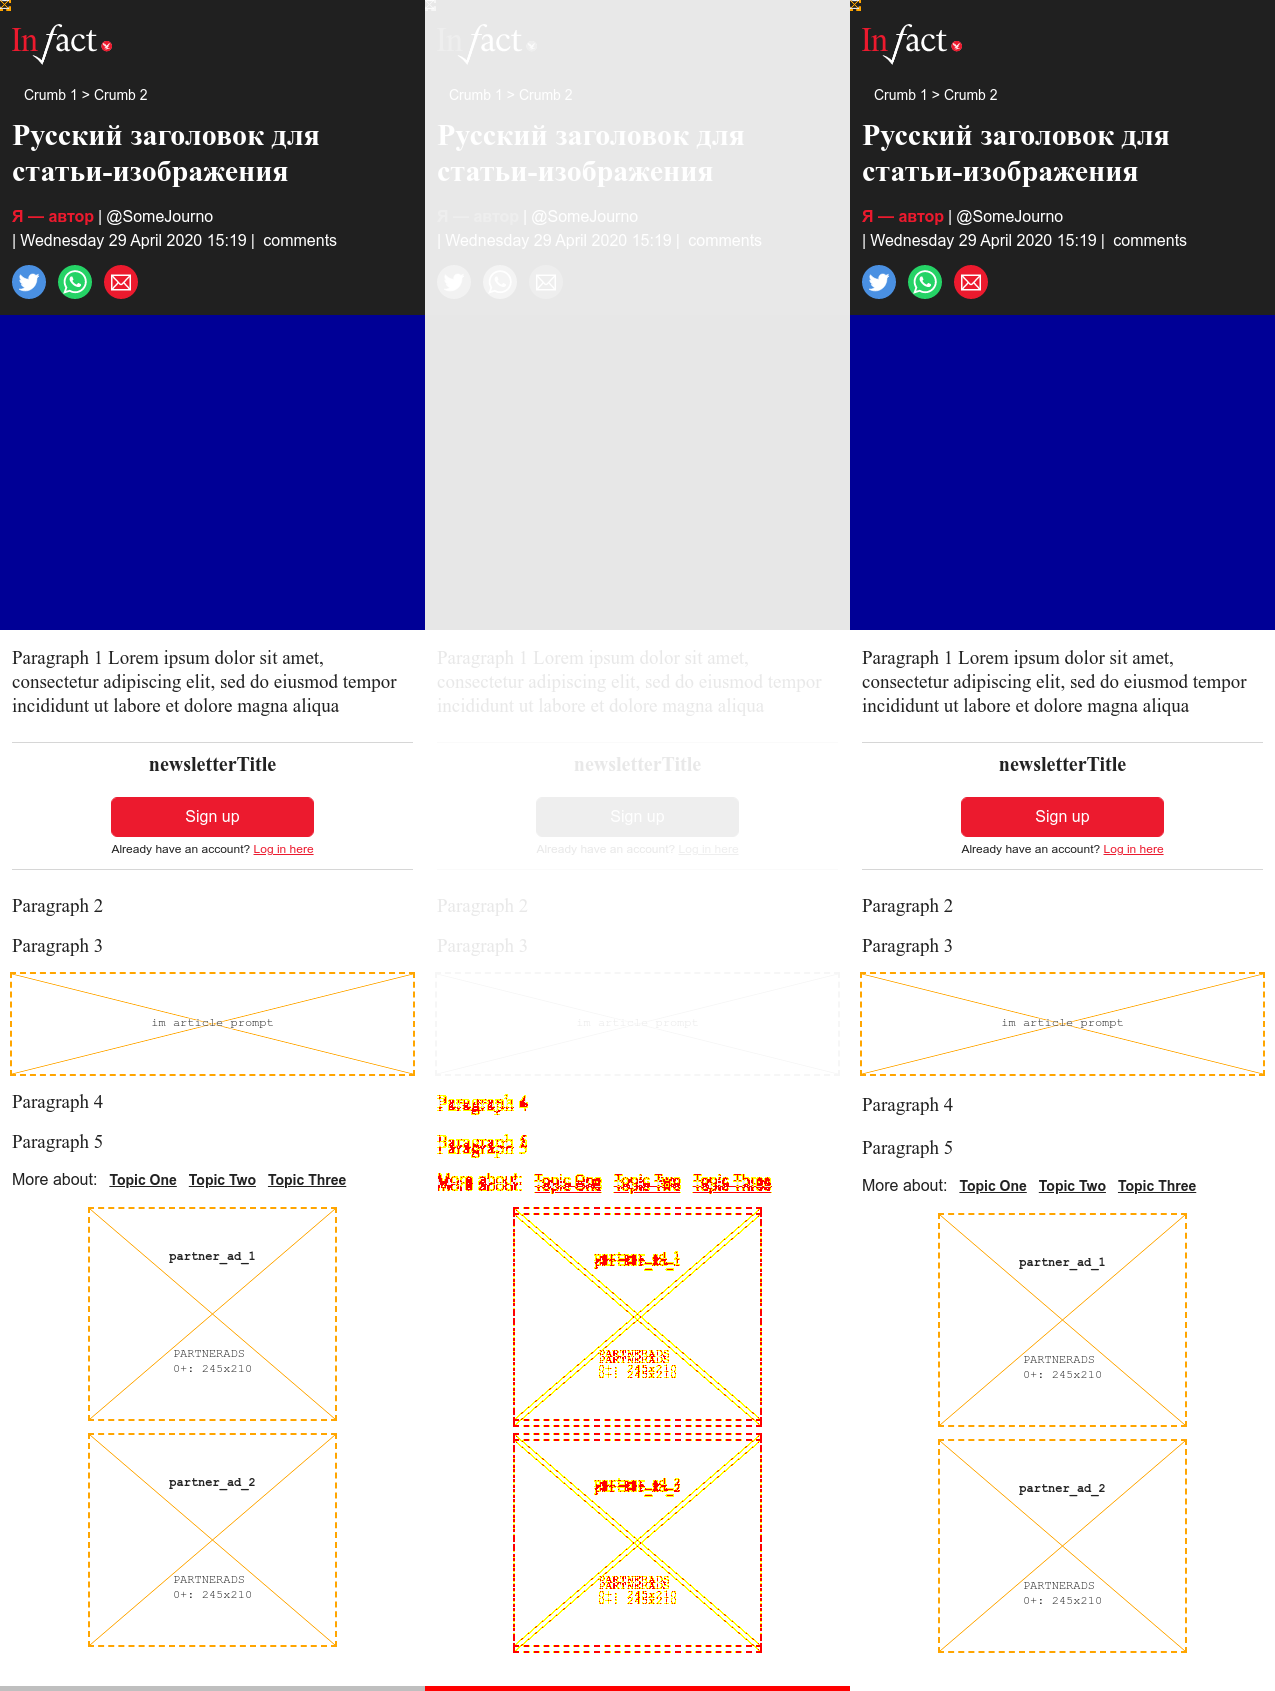 In fact
Crumb 1 > Crumb 2
Русский заголовок для
статьи-изображения
Я — автор | @SomeJourno
| Wednesday 29 April 2020 15:19 | comments
Paragraph 1 Lorem ipsum dolor sit amet,
consectetur adipiscing elit, sed do eiusmod tempor
incididunt ut labore et dolore magna aliqua
newsletterTitle
Sign up
Already have an account? Log in here
Paragraph 2
Paragraph 3
im article prompt
Paragraph 4
Paragraph 5
More about: Topic One Topic Two Topic Three
partner_ad_1
PARTNERADS
0+: 245x210
partner_ad_2
PARTNERADS
0+: 245x210
In fact
Crumb 1 > Crumb 2
Русский заголовок для
статьи-изображения
Я — автор | @SomeJourno
| Wednesday 29 April 2020 15:19 | comments
Paragraph 1 Lorem ipsum dolor sit amet,
consectetur adipiscing elit, sed do eiusmod tempor
incididunt ut labore et dolore magna aliqua
newsletterTitle
Sign up
Already have an account? Log in here
Paragraph 2
Paragraph 3
article prompt
Paragraph
Paragraph
More about: Topic One Topic Two Topic Three
PARTNERADS
0+: 245x210
PARTNERADS
0+: 245x210
In fact
Crumb 1 > Crumb 2
Русский заголовок для
статьи-изображения
Я — автор | @SomeJourno
| Wednesday 29 April 2020 15:19 | comments
Paragraph 1 Lorem ipsum dolor sit amet,
consectetur adipiscing elit, sed do eiusmod tempor
incididunt ut labore et dolore magna aliqua
newsletterTitle
Sign up
Already have an account? Log in here
Paragraph 2
Paragraph 3
im article prompt
Paragraph 4
Paragraph 5
More about: Topic One Topic Two Topic Three
partner_ad_1
PARTNERADS
0+: 245x210
partner_ad_2
PARTNERADS
0+: 245x210